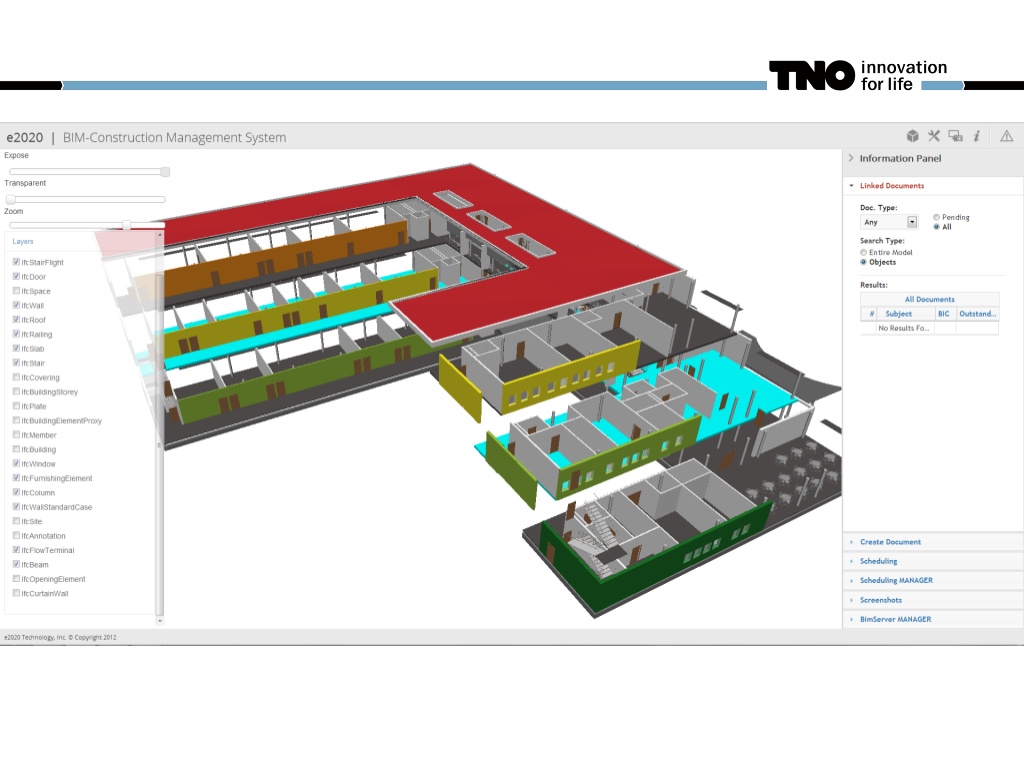 TNO innovation
for life
e2020 | BIM-Construction Management System
Expose
Transparent
Zoom
Layers
IfcStairFlight
IfcDoor
IfcSpace
IfcWall
IfcRoof
IfcRailing
IfcSlab
IfcStair
IfcCovering
IfcBuildingStorey
IfcPlate
IfcBuildingElementProxy
IfcMember
IfcBuilding
IfcWindow
IfcFurnishingElement
IfcColumn
IfcWallStandardCase
IfcSite
IfcAnnotation
IfcFlowTerminal
IfcBeam
IfcOpeningElement
IfcCurtainWall
Information Panel
Linked Documents
Doc. Type:
Any
Pending
All
Search Type:
Entire Model
Objects
Results:
All Documents
# Subject BIC Outstand...
No Results Fo...
Create Document
Scheduling
Scheduling MANAGER
Screenshots
BimServer MANAGER
e2020 Technology, Inc. © Copyright 2012